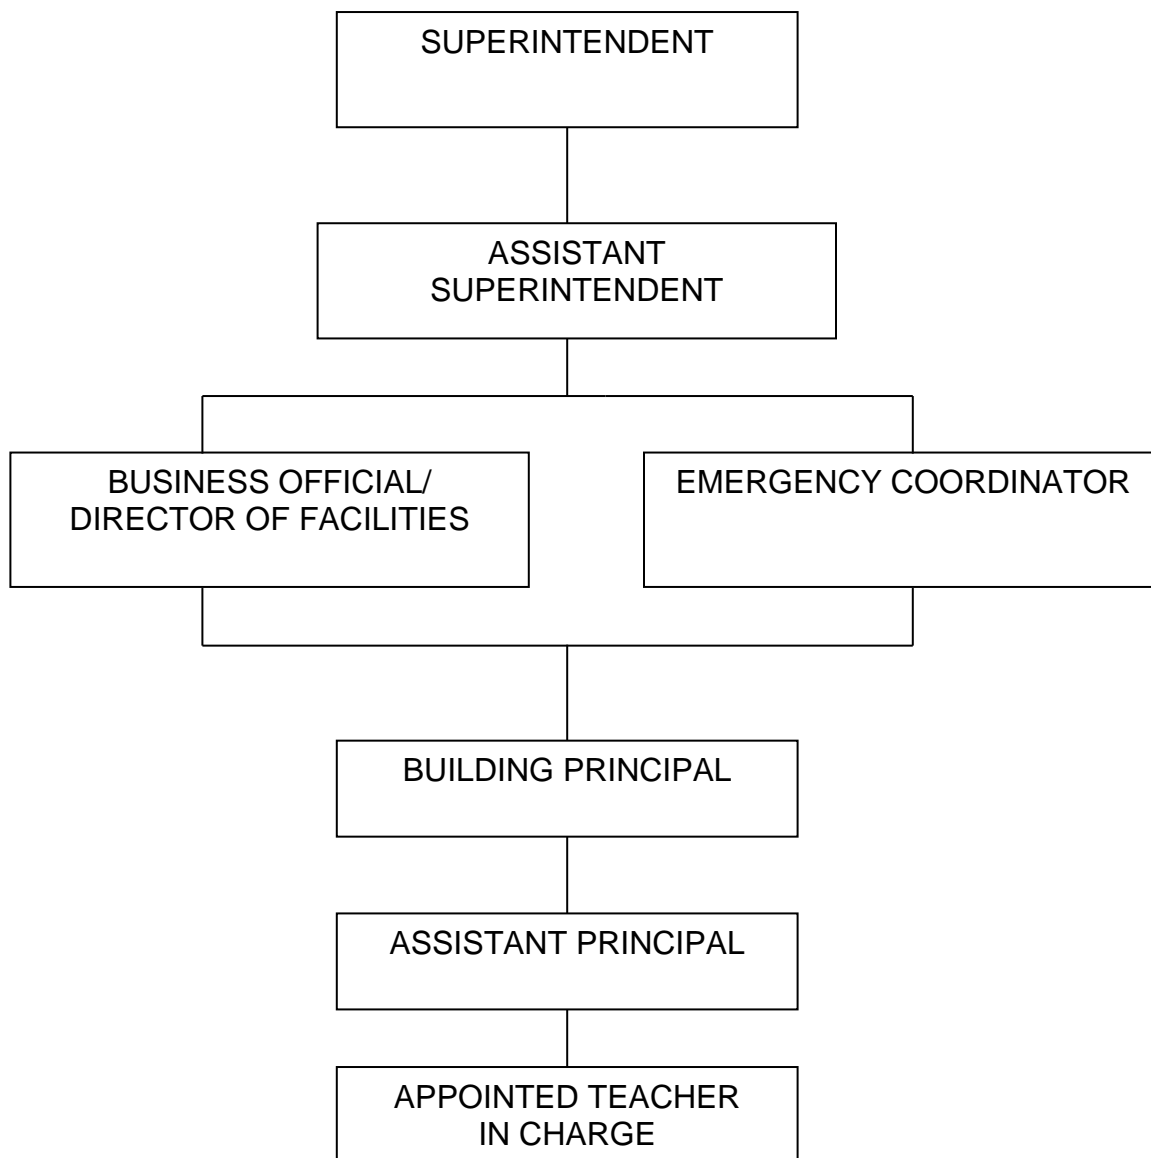 SUPERINTENDENT
ASSISTANT
SUPERINTENDENT
BUSINESS OFFICIAL/
DIRECTOR OF FACILITIES
EMERGENCY COORDINATOR
BUILDING PRINCIPAL
ASSISTANT PRINCIPAL
APPOINTED TEACHER
IN CHARGE